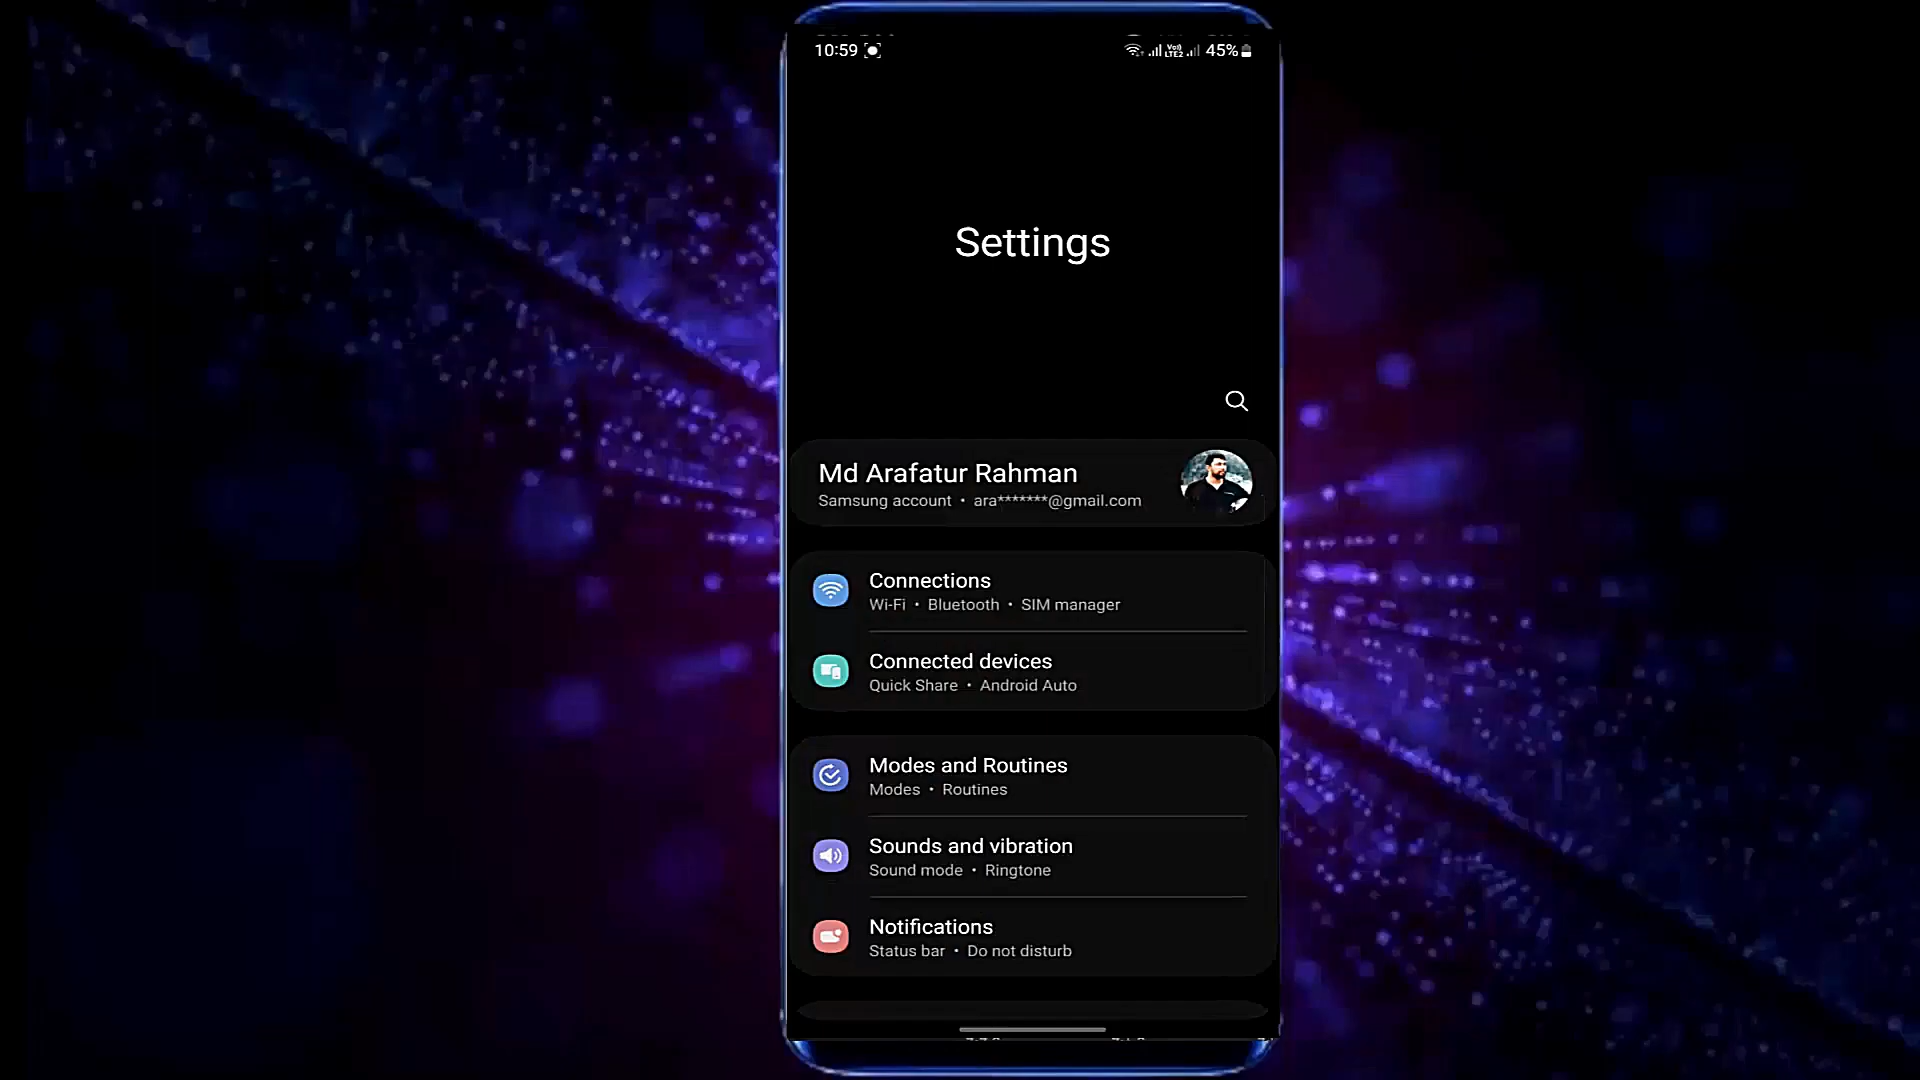 10:59 Vo) LTE2 45%
Settings
Md Arafatur Rahman
Samsung account • ara*******@gmail.com
Connections
Wi-Fi • Bluetooth • SIM manager
Connected devices
Quick Share • Android Auto
Modes and Routines
Modes • Routines
Sounds and vibration
Sound mode • Ringtone
Notifications
Status bar • Do not disturb